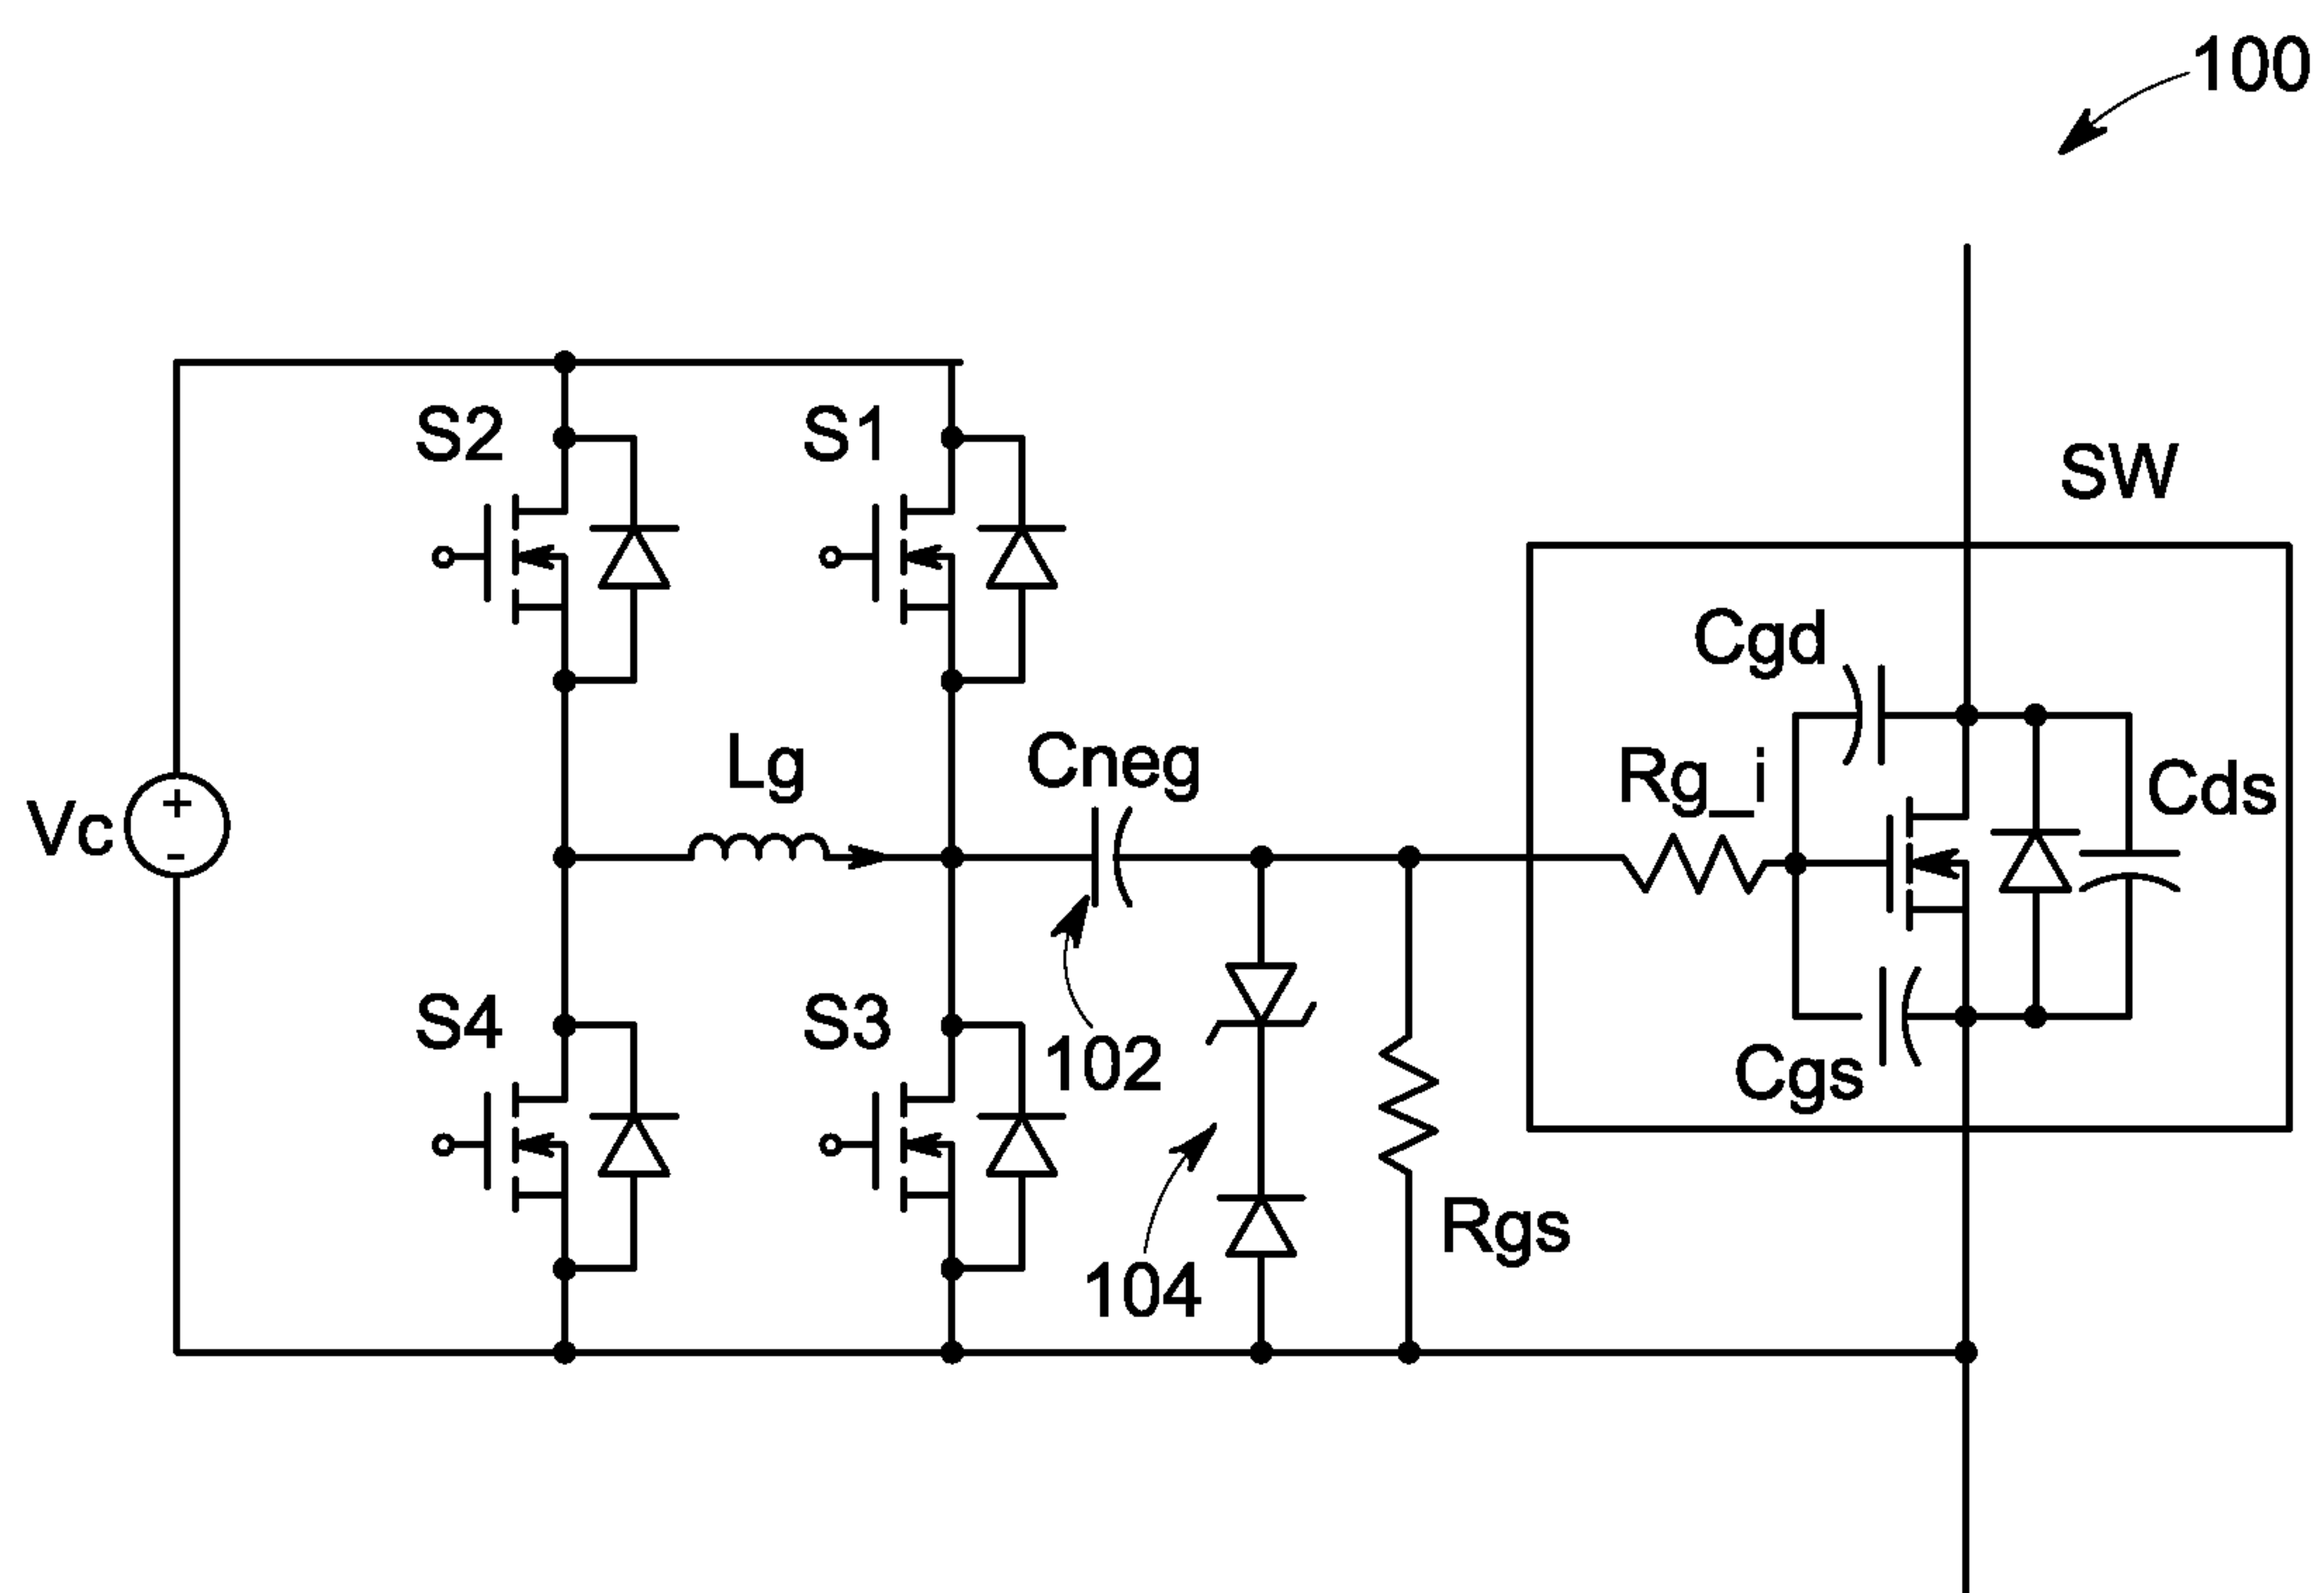 100
S2
S1
SW
Cgd
Lg
Cneg
Rg_i
Cds
Vc
+
-
S4
S3
102
Cgs
104
Rgs